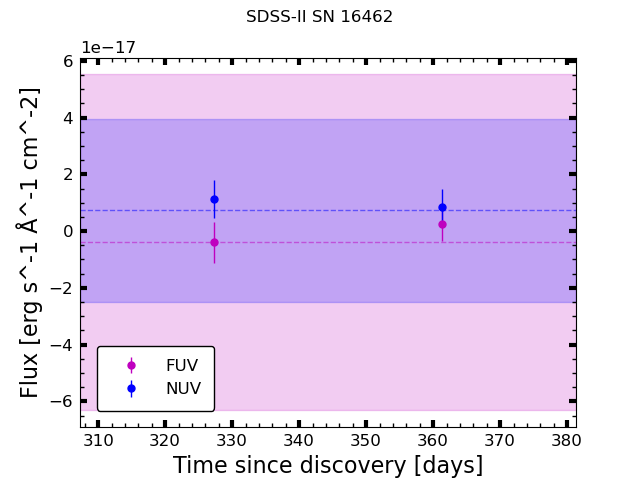 SDSS-II SN 16462
1e−17
6
4
2
0
−2
−4
−6
Flux [erg s^-1 Å^-1 cm^-2]
FUV
NUV
310 320 330 340 350 360 370 380
Time since discovery [days]